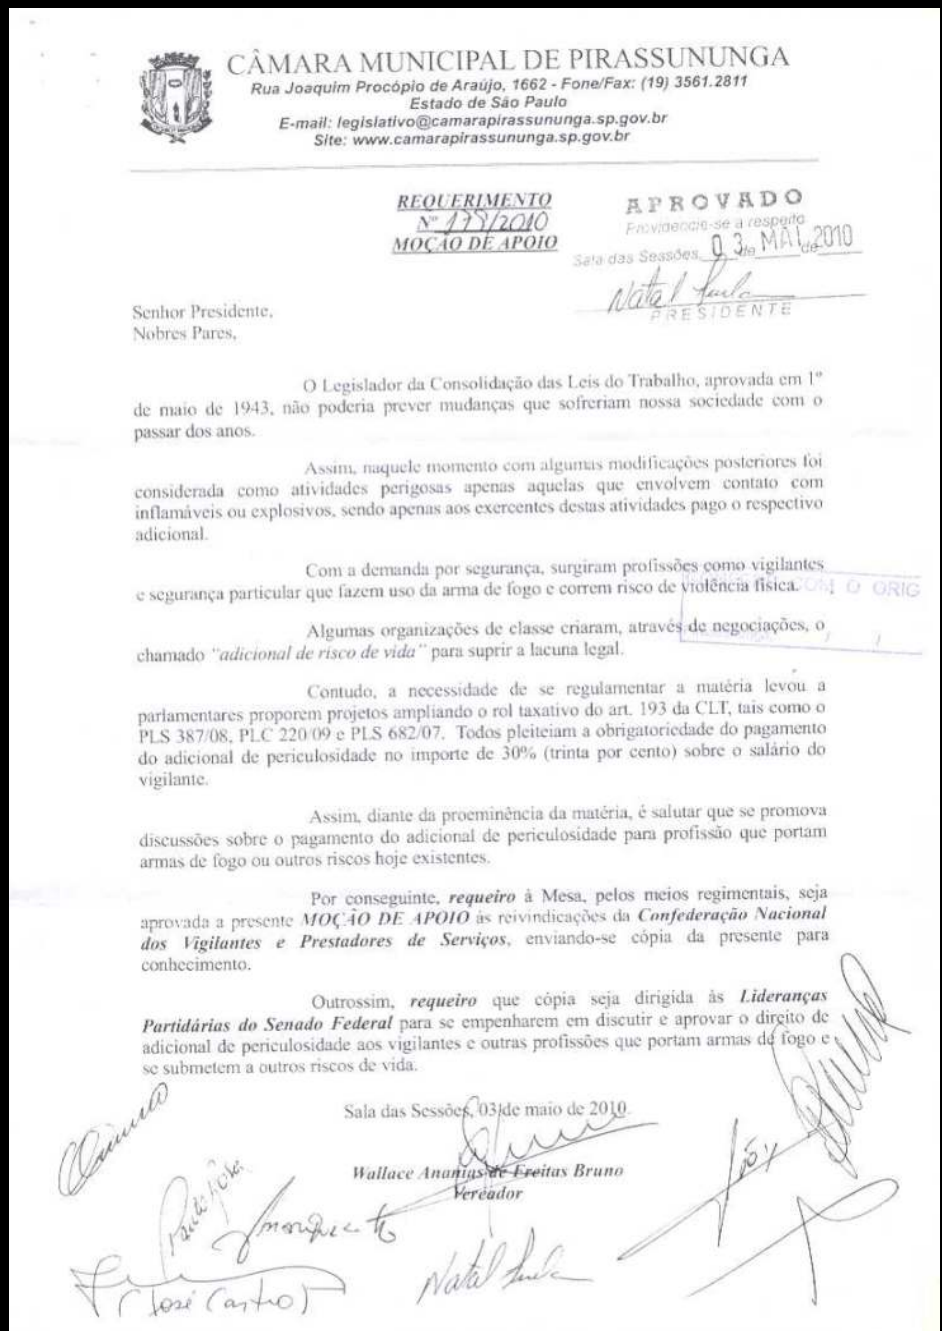 CÂMARA MUNICIPAL DE PIRASSUNUNGA
Rua Joaquim Procópio de Araújo, 1662 - Fone/Fax: (19) 3561.2811
Estado de São Paulo
E-mail: legislativo@camarapirassununga.sp.gov.br
Site: www.camarapirassununga.sp.gov.br
REQUERIMENTO
Nº 179/2010
MOÇÃO DE APOIO
APROVADO
Providencie-se a respeito
Sala das Sessões, 03 de MAI de 2010
Natal Furlan
PRESIDENTE
Senhor Presidente,
Nobres Pares,
O Legislador da Consolidação das Leis do Trabalho, aprovada em 1º
de maio de 1943, não poderia prever mudanças que sofreriam nossa sociedade com o
passar dos anos.
Assim, naquele momento com algumas modificações posteriores foi
considerada como atividades perigosas apenas aquelas que envolvem contato com
inflamáveis ou explosivos, sendo apenas aos exercentes destas atividades pago o respectivo
adicional.
Com a demanda por segurança, surgiram profissões como vigilantes
e segurança particular que fazem uso da arma de fogo e correm risco de violência física.
COM O ORIG
Algumas organizações de classe criaram, através de negociações, o
chamado "adicional de risco de vida" para suprir a lacuna legal.
Contudo, a necessidade de se regulamentar a matéria levou a
parlamentares proporem projetos ampliando o rol taxativo do art. 193 da CLT, tais como o
PLS 387/08, PLC 220/09 e PLS 682/07. Todos pleiteiam a obrigatoriedade do pagamento
do adicional de periculosidade no importe de 30% (trinta por cento) sobre o salário do
vigilante.
Assim, diante da proeminência da matéria, é salutar que se promova
discussões sobre o pagamento do adicional de periculosidade para profissão que portam
armas de fogo ou outros riscos hoje existentes.
Por conseguinte, requeiro à Mesa, pelos meios regimentais, seja
aprovada a presente MOÇÃO DE APOIO às reivindicações da Confederação Nacional
dos Vigilantes e Prestadores de Serviços, enviando-se cópia da presente para
conhecimento.
Outrossim, requeiro que cópia seja dirigida às Lideranças
Partidárias do Senado Federal para se empenharem em discutir e aprovar o direito de
adicional de periculosidade aos vigilantes e outras profissões que portam armas de fogo e
se submetem a outros riscos de vida.
Sala das Sessões, 03 de maio de 2010.
Wallace Ananias de Freitas Bruno
Vereador
Natal Furlan
(José Castro)